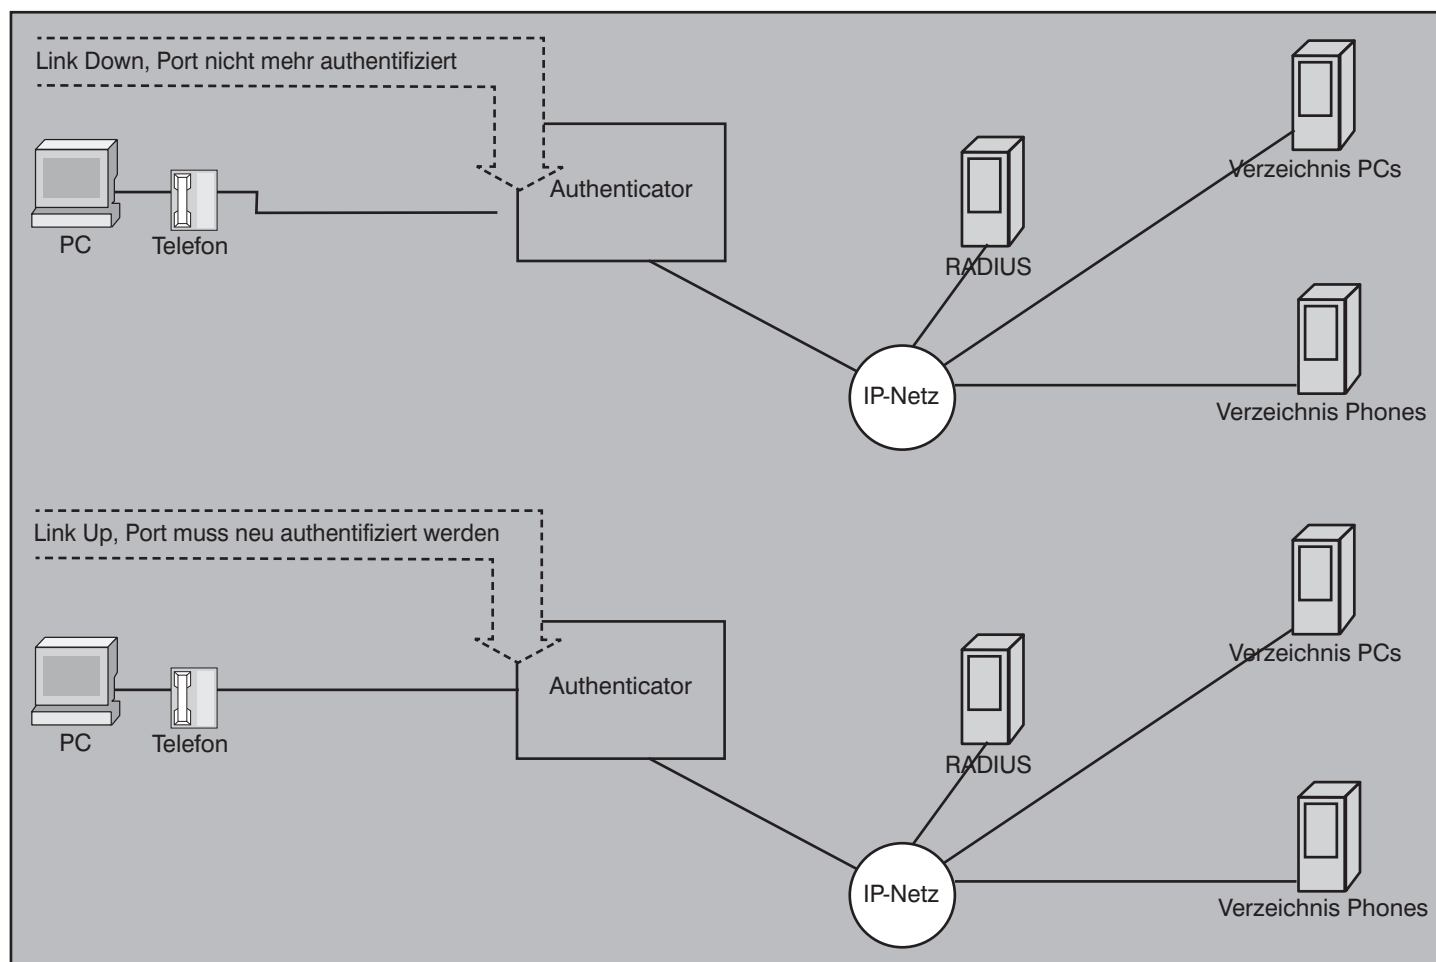 Link Down, Port nicht mehr authentifiziert
Verzeichnis PCs
Authenticator
PC
Telefon
RADIUS
IP-Netz
Verzeichnis Phones
Link Up, Port muss neu authentifiziert werden
Verzeichnis PCs
Authenticator
PC
Telefon
RADIUS
IP-Netz
Verzeichnis Phones